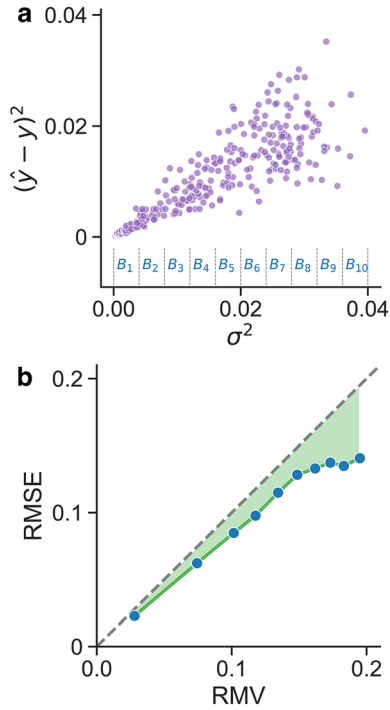 a
0.04
0.02
0
(ŷ − y)²
B₁ B₂ B₃ B₄ B₅ B₆ B₇ B₈ B₉ B₁₀
0.00 0.02 0.04
σ²
b
0.2
0.1
0
RMSE
0.0 0.1 0.2
RMV